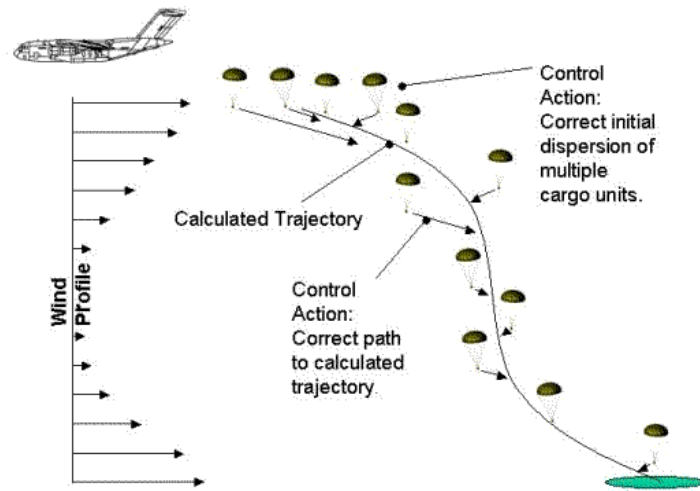 Control
Action:
Correct initial
dispersion of
multiple
cargo units.
Calculated Trajectory
Control
Action:
Correct path
to calculated
trajectory
Wind
Profile